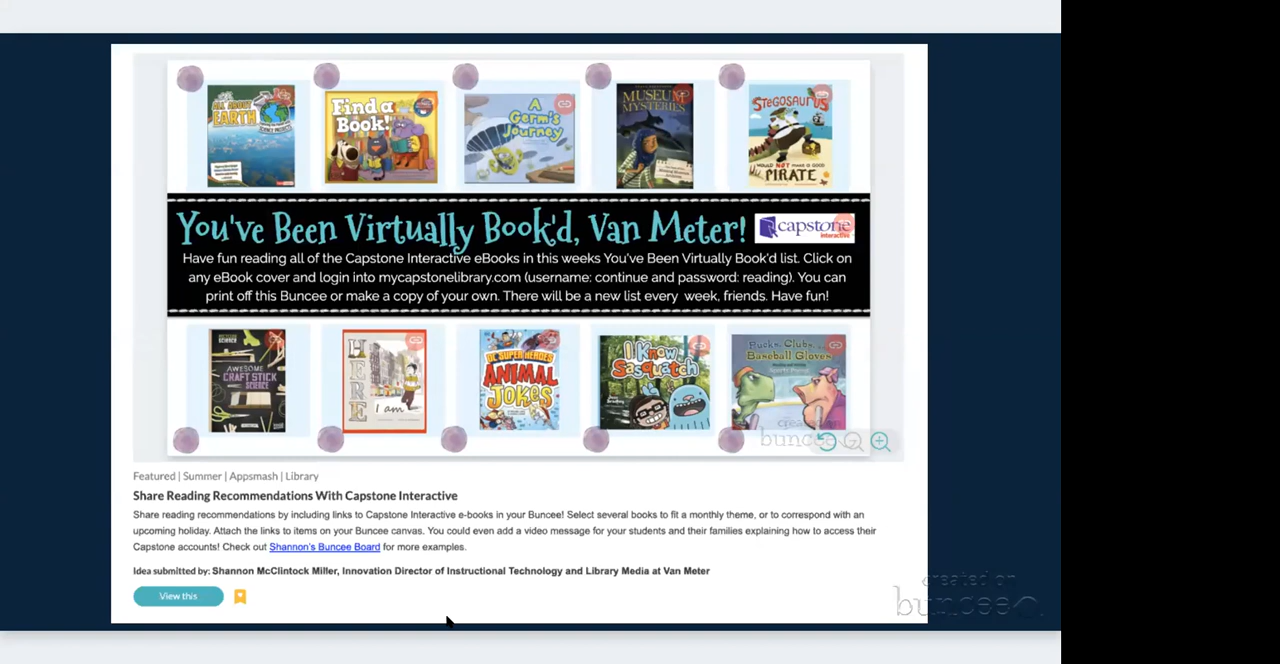 ALL ABOUT
EARTH
Find a
Book!
A
Germ's
Journey
MUSEUM
MYSTERIES
STEGOSAURUS
WOULD NOT MAKE A GOOD
PIRATE
You've Been Virtually Book'd, Van Meter!
capstone
interactive
Have fun reading all of the Capstone Interactive eBooks in this weeks You've Been Virtually Book'd list. Click on
any eBook cover and login into mycapstonelibrary.com (username: continue and password: reading). You can
print off this Buncee or make a copy of your own. There will be a new list every week, friends. Have fun!
AWESOME
CRAFT STICK
SCIENCE
HERE
I am
DC SUPER HEROES
ANIMAL
JOKES
I Know
Sasquatch
Pucks, Clubs,
Baseball Gloves
buncee
Featured | Summer | Appsmash | Library
Share Reading Recommendations With Capstone Interactive
Share reading recommendations by including links to Capstone Interactive e-books in your Buncee! Select several books to fit a monthly theme, or to correspond with an
upcoming holiday. Attach the links to items on your Buncee canvas. You could even add a video message for your students and their families explaining how to access their
Capstone accounts! Check out Shannon's Buncee Board for more examples.
Idea submitted by: Shannon McClintock Miller, Innovation Director of Instructional Technology and Library Media at Van Meter
View this
created on
buncee